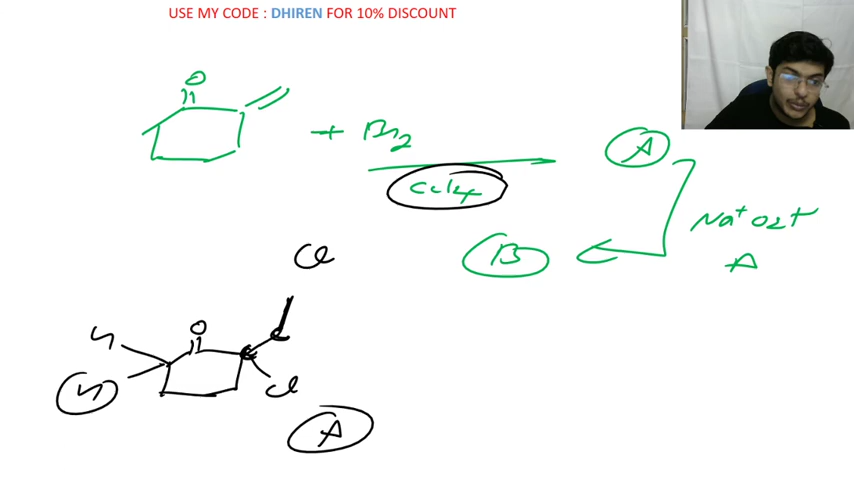 USE MY CODE : DHIREN FOR 10% DISCOUNT
O
+ Br2
CCl4
A
Na+ OEt
Δ
B
Cl
O
H
H
Cl
A